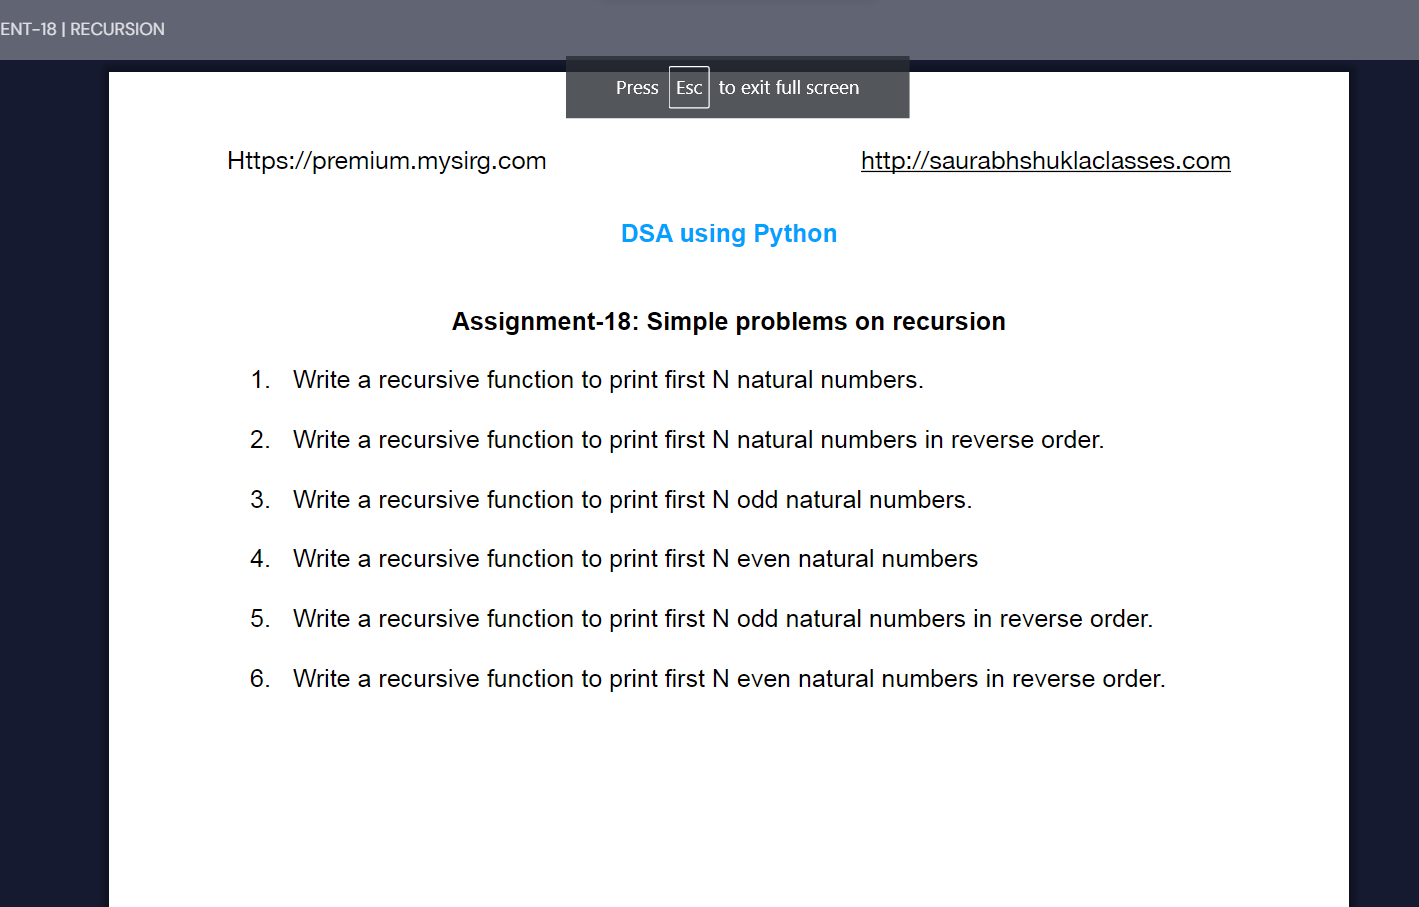 ENT-18 | RECURSION
Press Esc to exit full screen
Https://premium.mysirg.com http://saurabhshuklaclasses.com
DSA using Python
Assignment-18: Simple problems on recursion
1. Write a recursive function to print first N natural numbers.
2. Write a recursive function to print first N natural numbers in reverse order.
3. Write a recursive function to print first N odd natural numbers.
4. Write a recursive function to print first N even natural numbers
5. Write a recursive function to print first N odd natural numbers in reverse order.
6. Write a recursive function to print first N even natural numbers in reverse order.